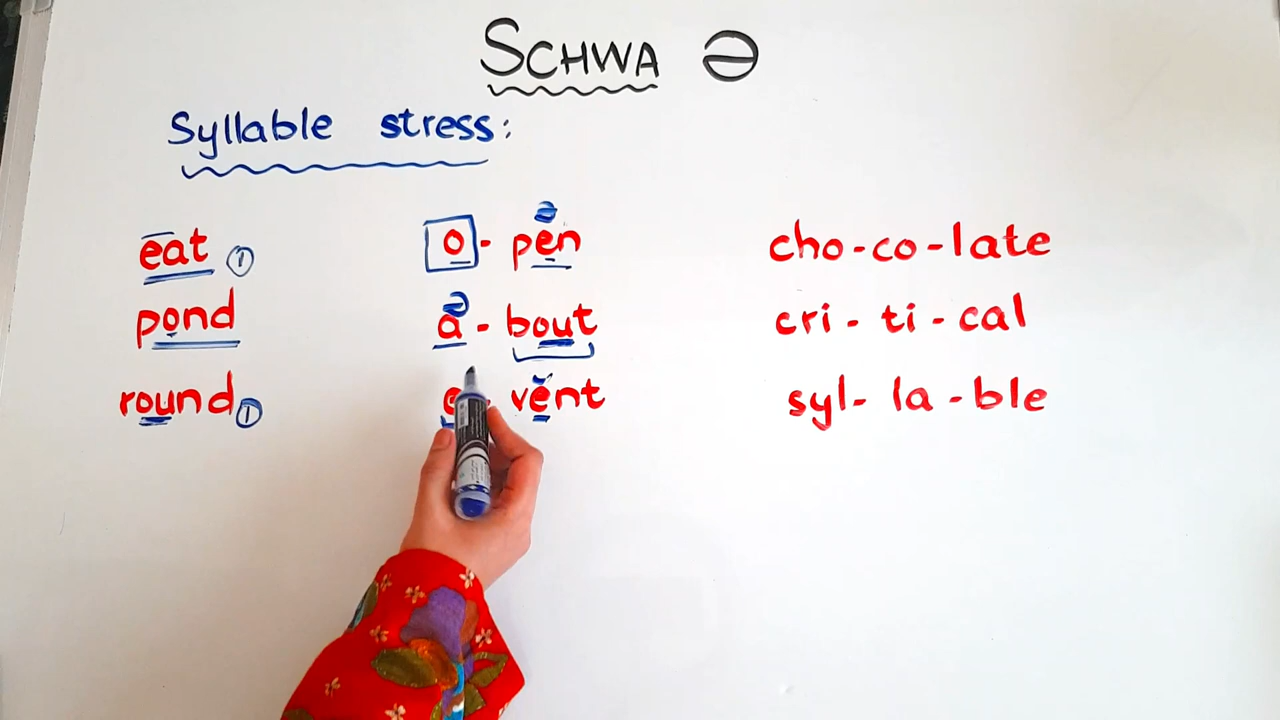 SCHWA ə
Syllable stress:
eat 1 o - pen ə cho - co - late
pond a ə - bout cri - ti - cal
round 1 e - vĕnt syl - la - ble